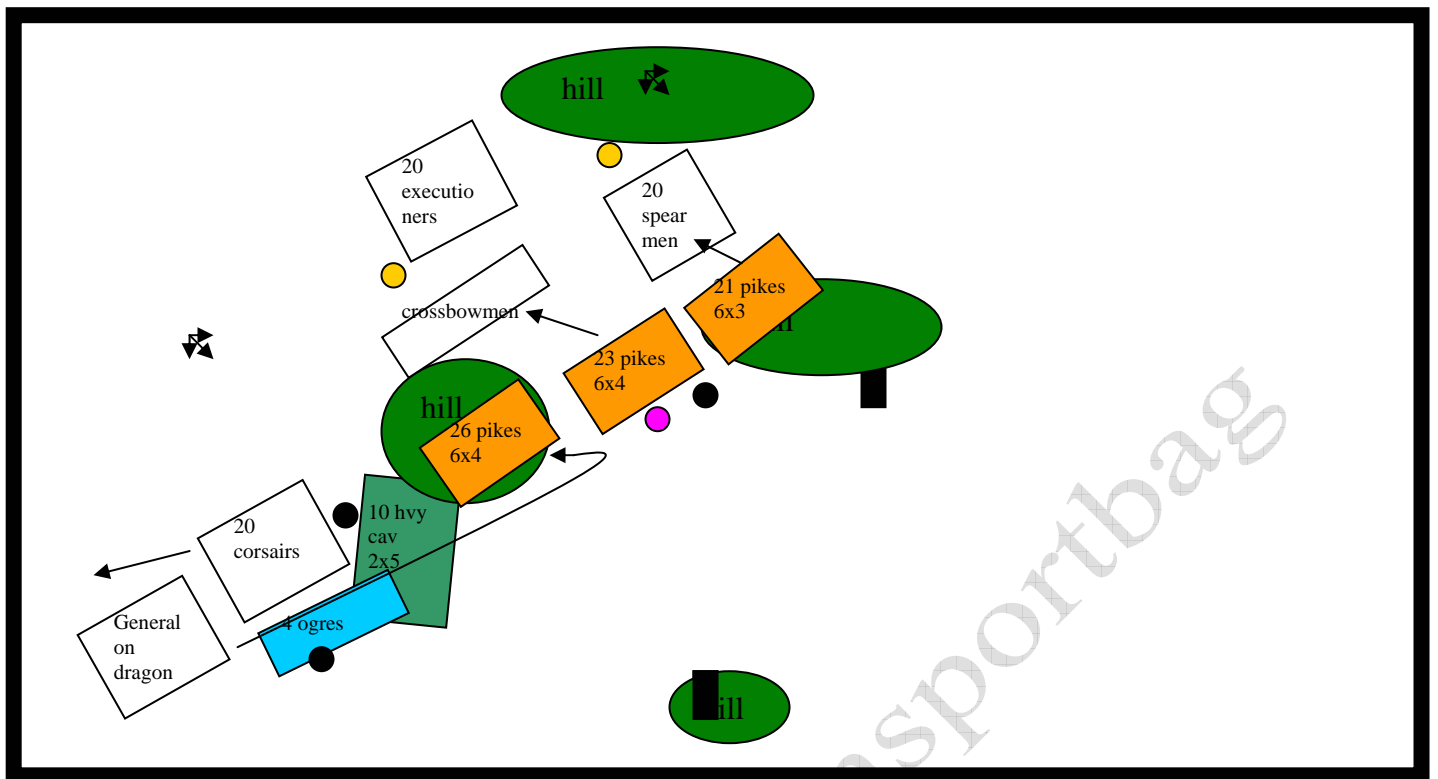 hill
20
executio
ners
20
spear
men
21 pikes
6x3
crossbowmen
23 pikes
6x4
hill
26 pikes
6x4
10 hvy
cav
2x5
20
corsairs
4 ogres
General
on
dragon
ill
nsportbag